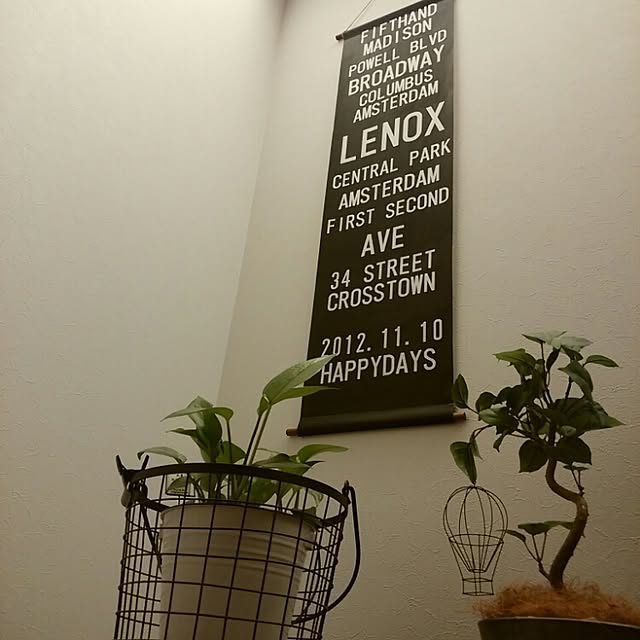 FIFTHAND
MADISON
POWELL BLVD
BROADWAY
COLUMBUS
AMSTERDAM
LENOX
CENTRAL PARK
AMSTERDAM
FIRST SECOND
AVE
34 STREET
CROSSTOWN
2012.11.10
HAPPYDAYS